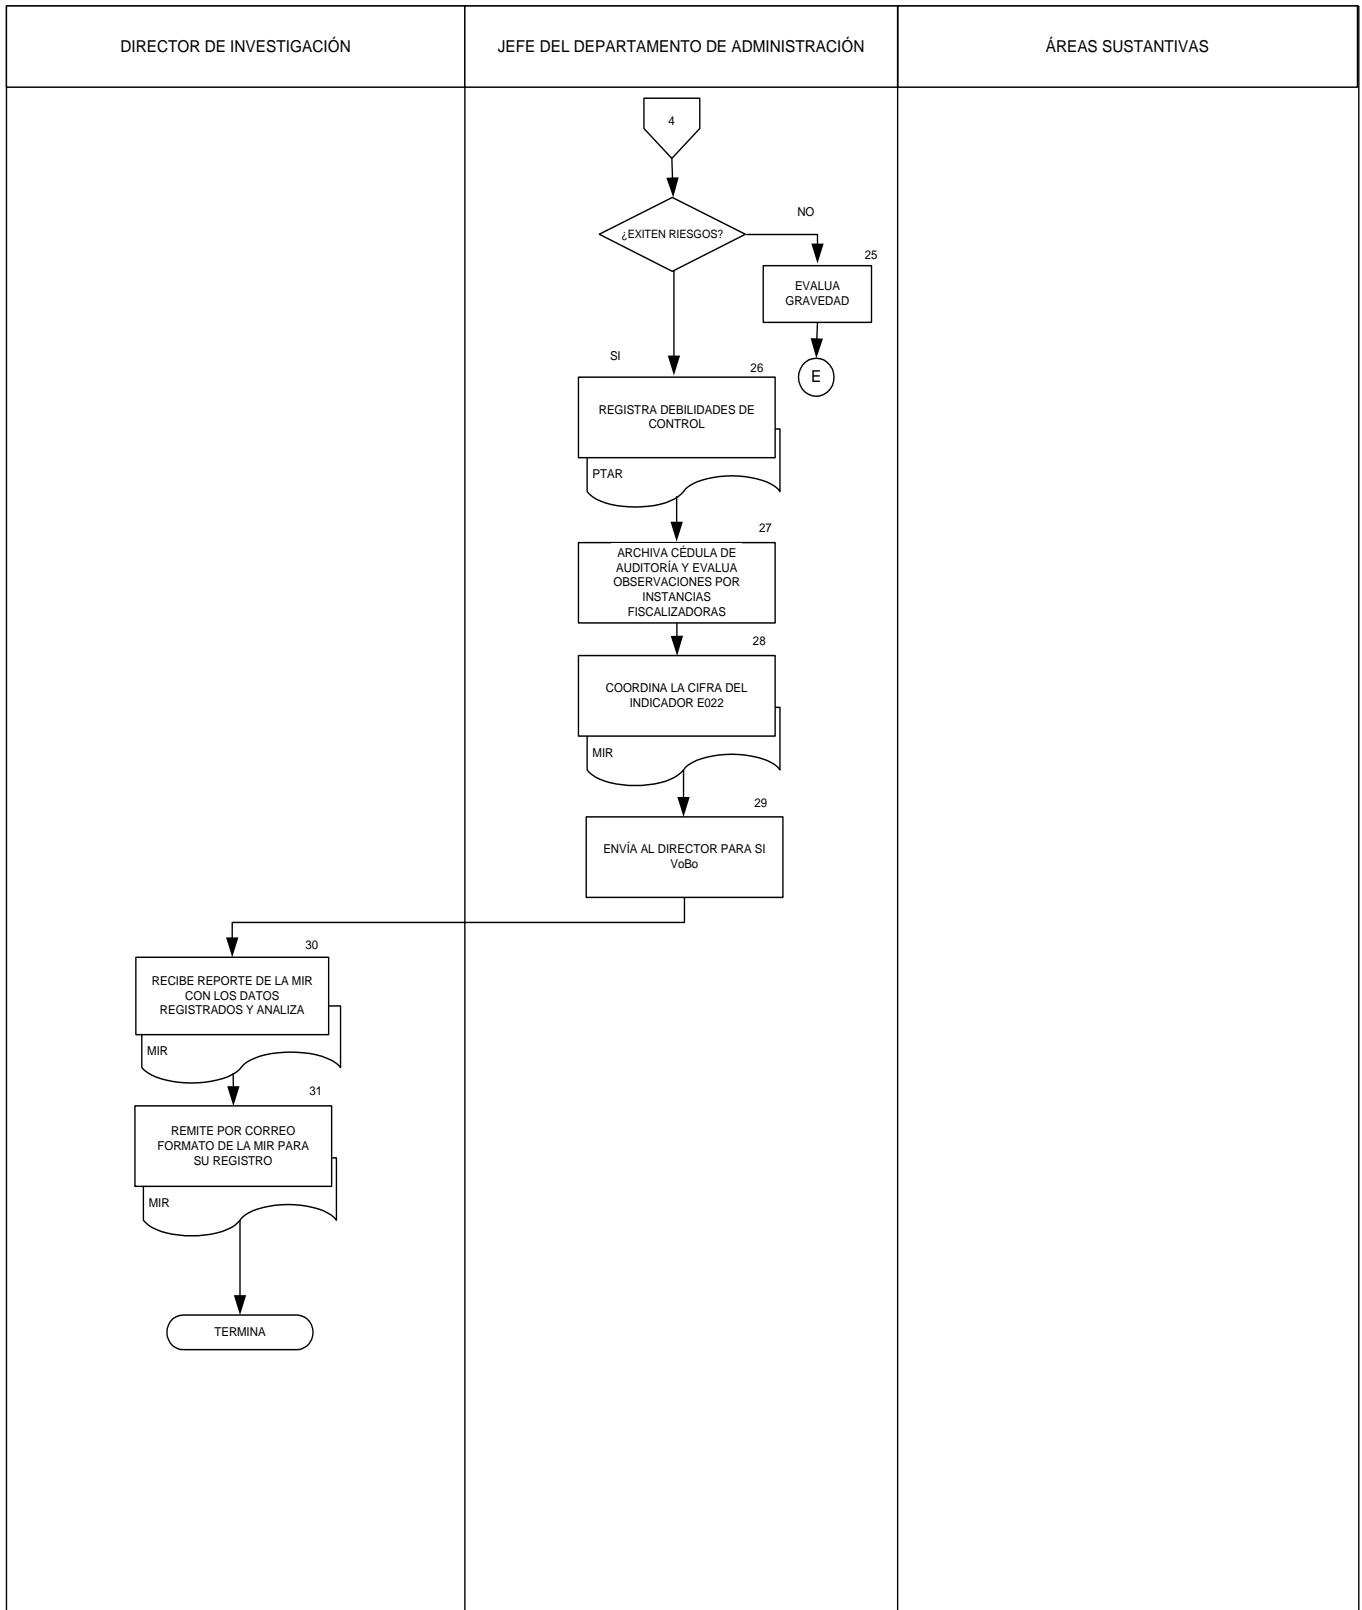 DIRECTOR DE INVESTIGACIÓN
JEFE DEL DEPARTAMENTO DE ADMINISTRACIÓN
ÁREAS SUSTANTIVAS
4
¿EXITEN RIESGOS?
NO
25
EVALUA
GRAVEDAD
E
SI
26
REGISTRA DEBILIDADES DE
CONTROL
PTAR
27
ARCHIVA CÉDULA DE
AUDITORÍA Y EVALUA
OBSERVACIONES POR
INSTANCIAS
FISCALIZADORAS
28
COORDINA LA CIFRA DEL
INDICADOR E022
MIR
29
ENVÍA AL DIRECTOR PARA SI
VoBo
30
RECIBE REPORTE DE LA MIR
CON LOS DATOS
REGISTRADOS Y ANALIZA
MIR
31
REMITE POR CORREO
FORMATO DE LA MIR PARA
SU REGISTRO
MIR
TERMINA